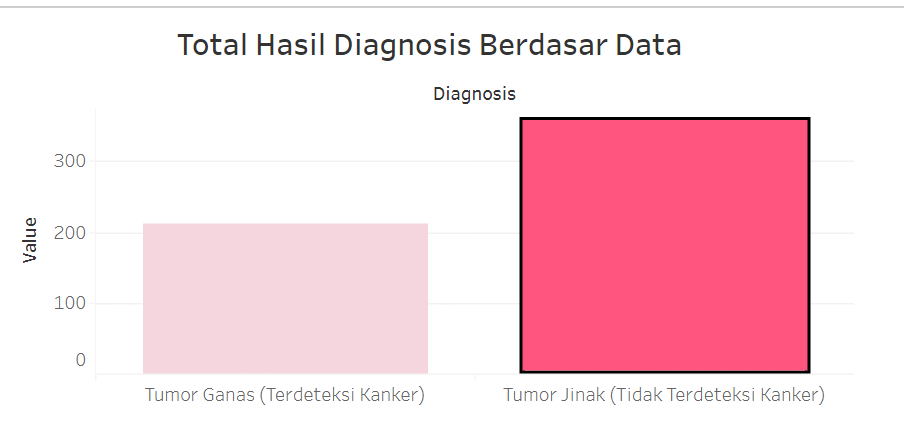 Total Hasil Diagnosis Berdasar Data
Diagnosis
Value
300
200
100
0
Tumor Ganas (Terdeteksi Kanker)
Tumor Jinak (Tidak Terdeteksi Kanker)